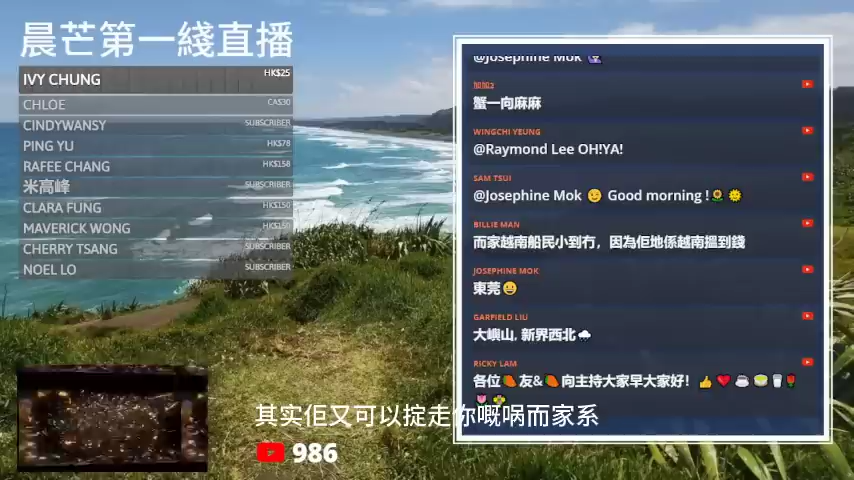 晨芒第一綫直播
IVY CHUNG HK$25
CHLOE CA$30
CINDYWANSY SUBSCRIBER
PING YU HK$78
RAFEE CHANG HK$158
米高峰 SUBSCRIBER
CLARA FUNG HK$150
MAVERICK WONG
CHERRY TSANG SUBSCRIBER
NOEL LO SUBSCRIBER
@Josephine Mok
蟹一向麻麻
WINGCHI YEUNG
@Raymond Lee OH!YA!
SAM TSUI
@Josephine Mok 😉 Good morning !🌻🌞
BILLIE MAN
而家越南船民小到冇，因為佢地係越南搵到錢
JOSEPHINE MOK
東莞😀
GARFIELD LIU
大嶼山, 新界西北🌧
RICKY LAM
各位🥭友&🥭向主持大家早大家好！ 👍❤️☕🍵🥛🌹
🌷🌼
其实佢又可以掟走你嘅喎而家系
986